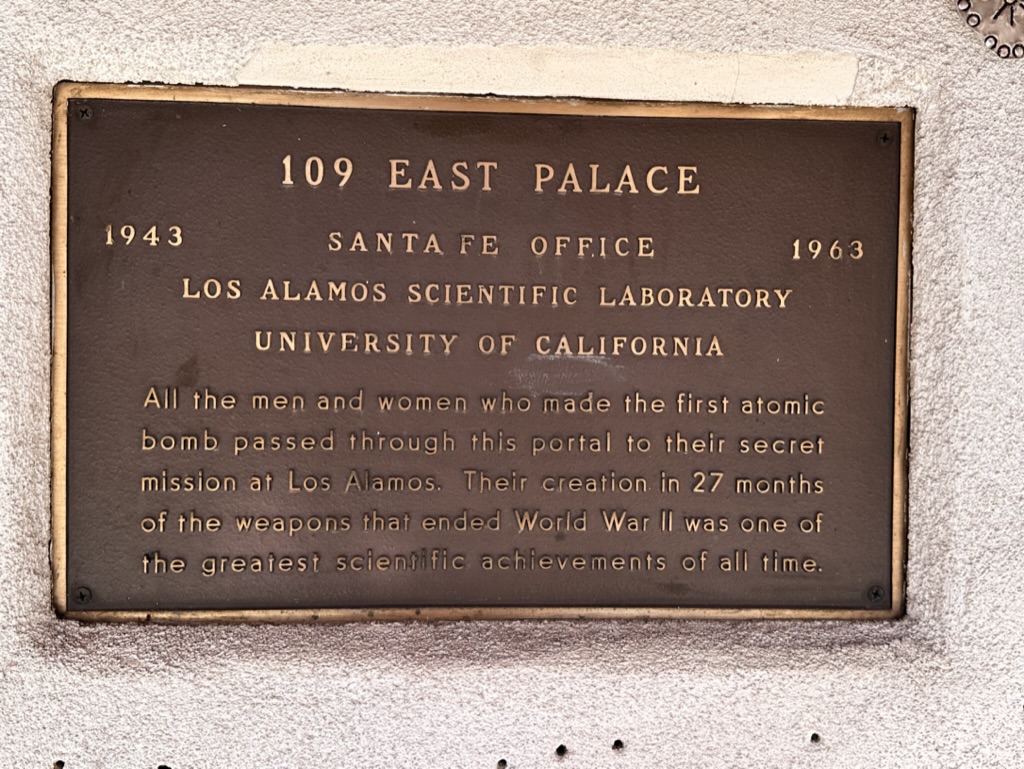 109 EAST PALACE
1943 SANTA FE OFFICE 1963
LOS ALAMOS SCIENTIFIC LABORATORY
UNIVERSITY OF CALIFORNIA
All the men and women who made the first atomic
bomb passed through this portal to their secret
mission at Los Alamos. Their creation in 27 months
of the weapons that ended World War II was one of
the greatest scientific achievements of all time.